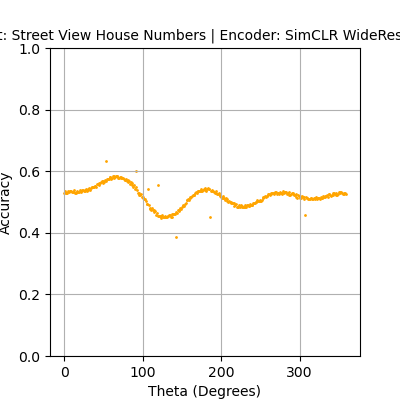 t: Street View House Numbers | Encoder: SimCLR WideRes
1.0
0.8
0.6
0.4
0.2
0.0
Accuracy
0 100 200 300
Theta (Degrees)